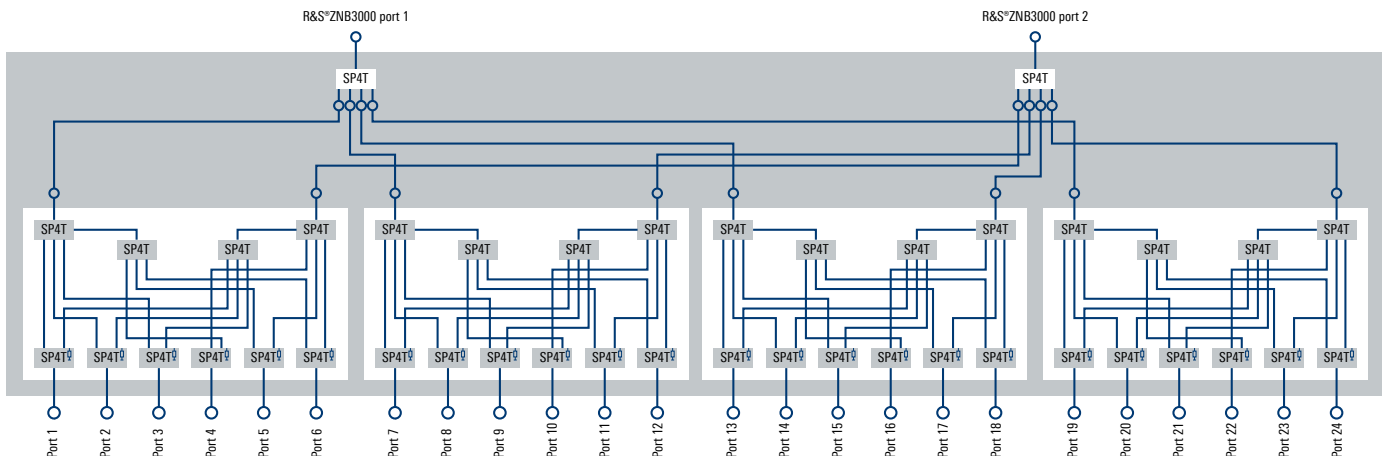 R&S®ZNB3000 port 1 R&S®ZNB3000 port 2
SP4T SP4T
SP4T SP4T SP4T SP4T SP4T SP4T SP4T SP4T
SP4T SP4T SP4T SP4T SP4T SP4T SP4T SP4T
SP4T SP4T SP4T SP4T SP4T SP4T SP4T SP4T SP4T SP4T SP4T SP4T SP4T SP4T SP4T SP4T SP4T SP4T SP4T SP4T SP4T SP4T SP4T SP4T
Port 1
Port 2
Port 3
Port 4
Port 5
Port 6
Port 7
Port 8
Port 9
Port 10
Port 11
Port 12
Port 13
Port 14
Port 15
Port 16
Port 17
Port 18
Port 19
Port 20
Port 21
Port 22
Port 23
Port 24